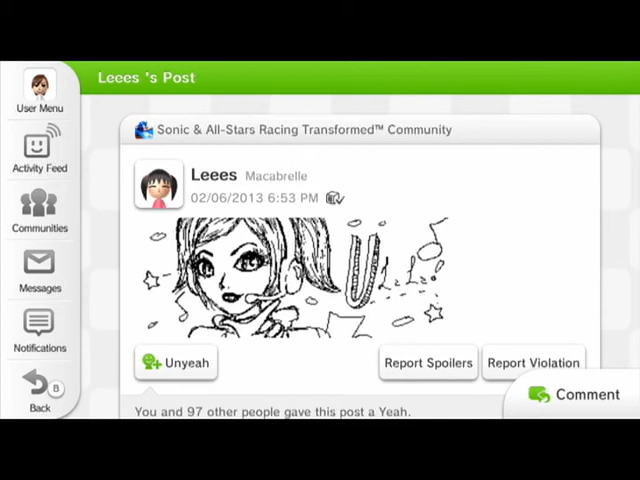 Leees 's Post
User Menu
Sonic & All-Stars Racing Transformed™ Community
Activity Feed
Leees Macabrelle
02/06/2013 6:53 PM
Communities
Messages
Unyeah
Report Spoilers
Report Violation
Notifications
Comment
B
Back
You and 97 other people gave this post a Yeah.